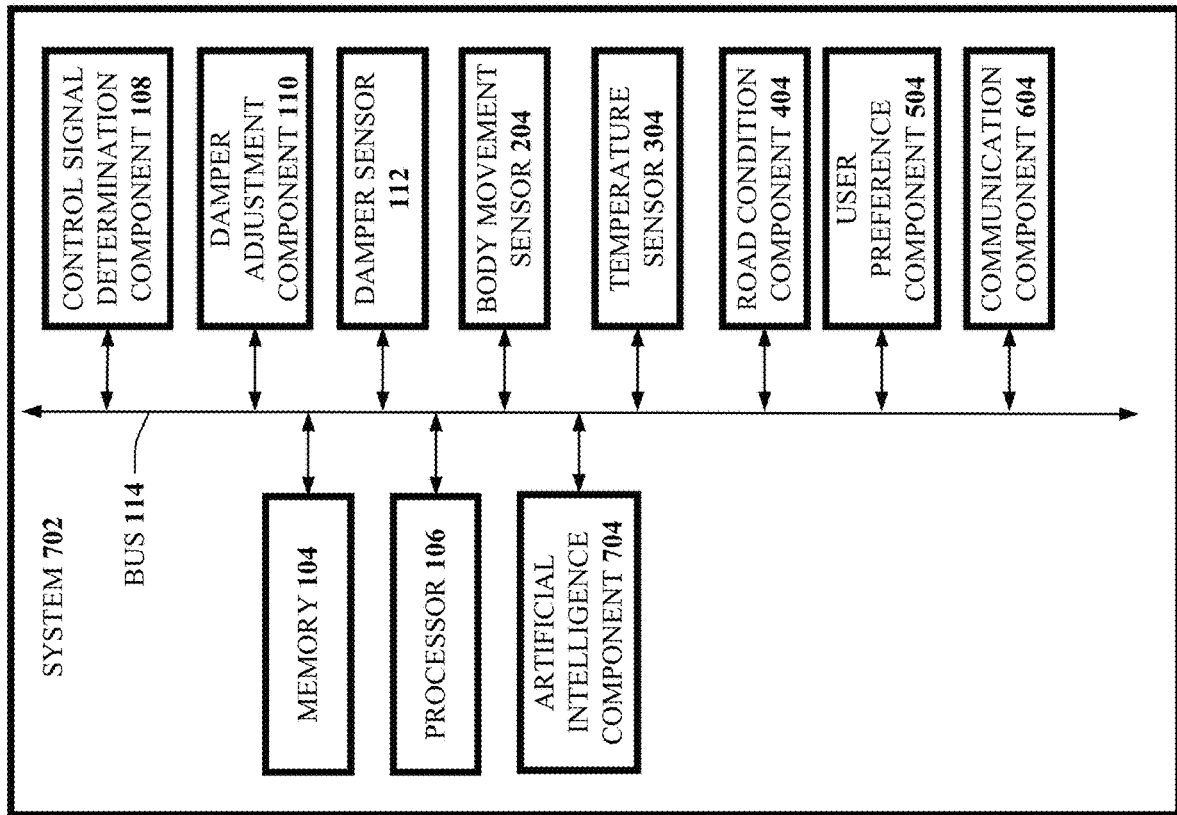 SYSTEM 702
BUS 114
MEMORY 104
PROCESSOR 106
ARTIFICIAL
INTELLIGENCE
COMPONENT 704
CONTROL SIGNAL
DETERMINATION
COMPONENT 108
DAMPER
ADJUSTMENT
COMPONENT 110
DAMPER SENSOR
112
BODY MOVEMENT
SENSOR 204
TEMPERATURE
SENSOR 304
ROAD CONDITION
COMPONENT 404
USER
PREFERENCE
COMPONENT 504
COMMUNICATION
COMPONENT 604